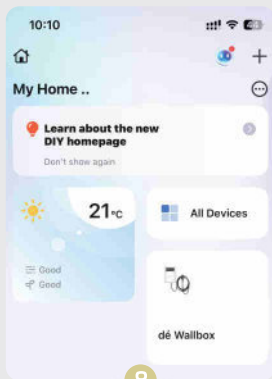 10:10
44
My Home ..
Learn about the new
DIY homepage
Don't show again
21°C
All Devices
Good
Good
dé Wallbox